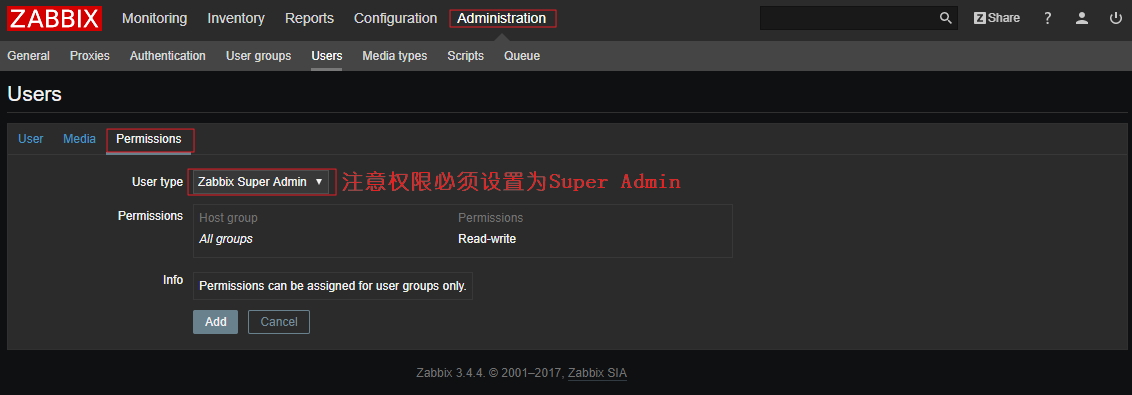 ZABBIX Monitoring Inventory Reports Configuration Administration Z Share ?
General Proxies Authentication User groups Users Media types Scripts Queue
Users
User Media Permissions
User type Zabbix Super Admin ▼ 注意权限必须设置为Super Admin
Permissions Host group Permissions
All groups Read-write
Info Permissions can be assigned for user groups only.
Add Cancel
Zabbix 3.4.4. © 2001–2017, Zabbix SIA